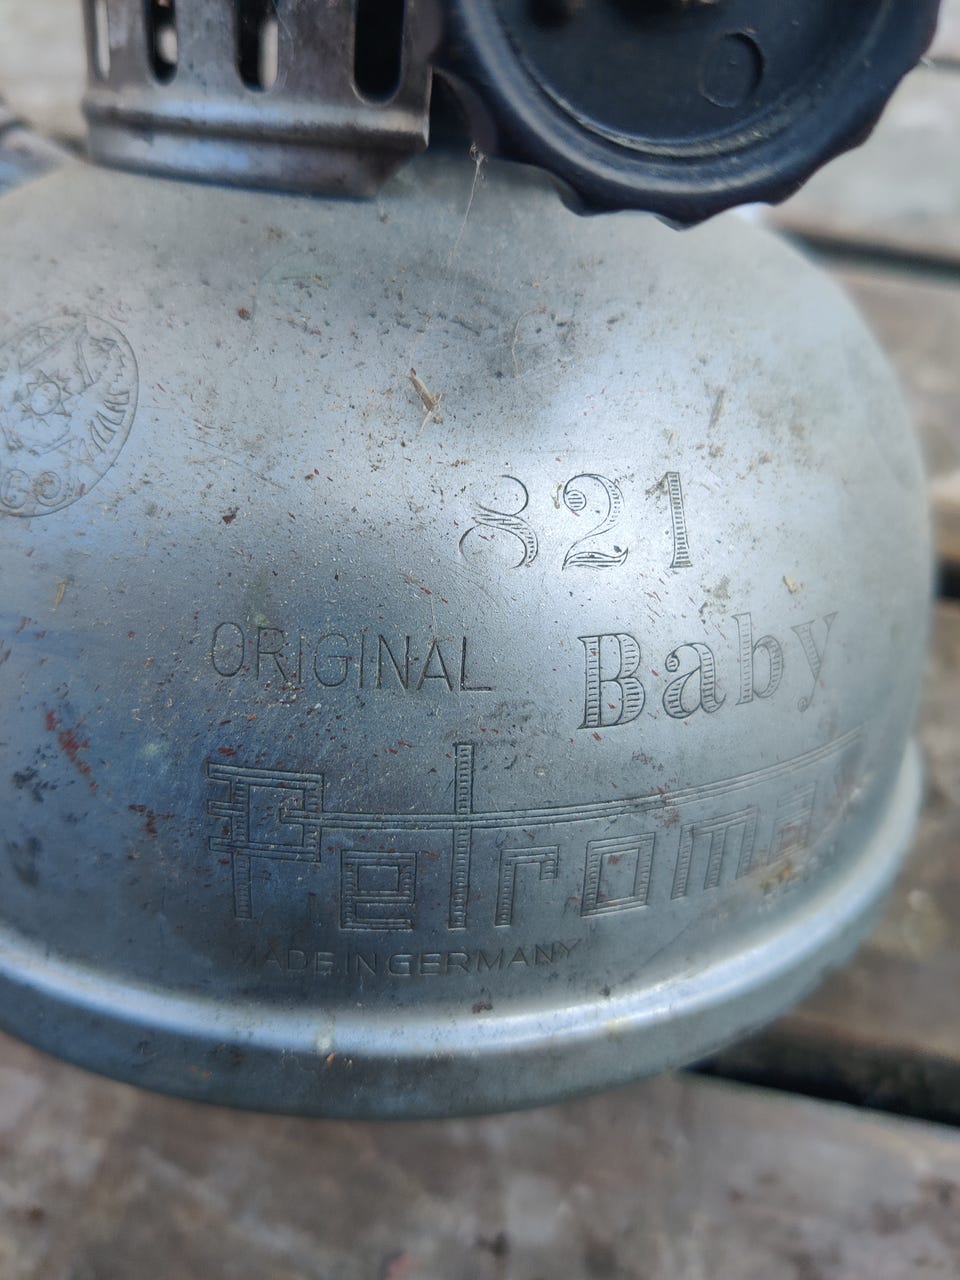 821
ORIGINAL Baby
Petromax
MADE IN GERMANY